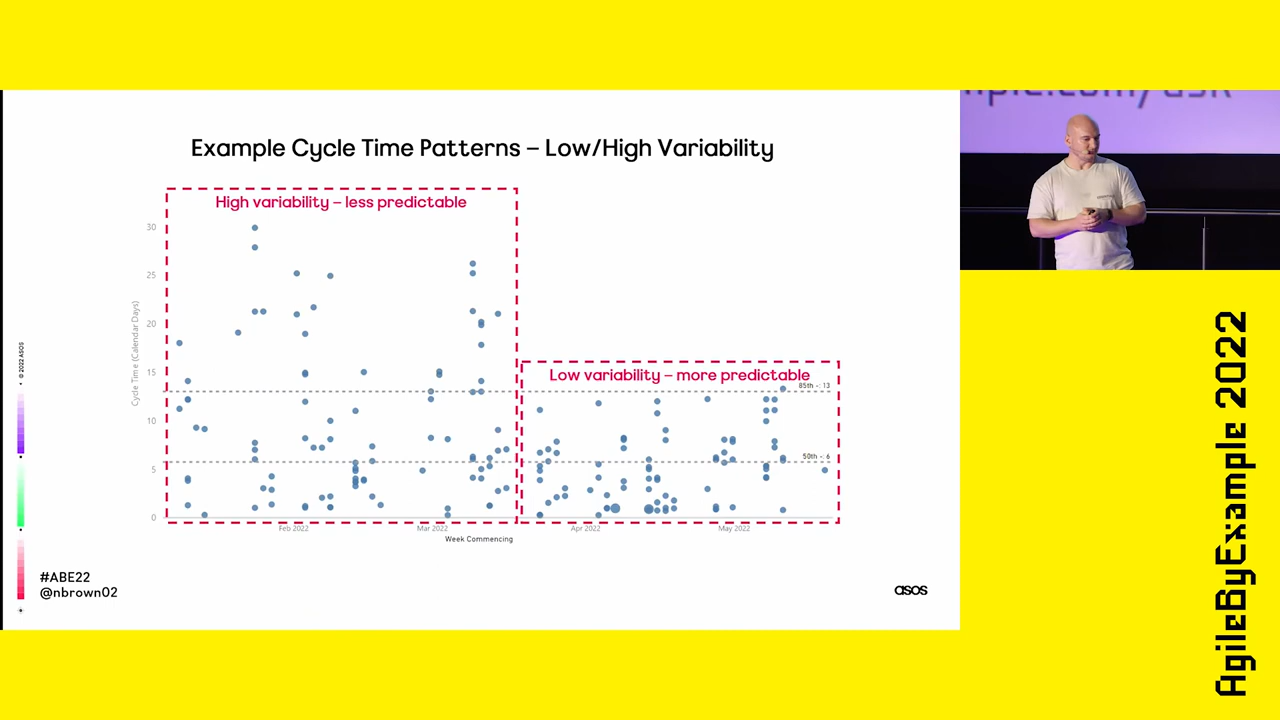 Example Cycle Time Patterns – Low/High Variability
High variability – less predictable
Low variability – more predictable
30
25
20
15
10
5
0
Cycle Time (Calendar Days)
85th -: 13
50th -: 6
Feb 2022
Mar 2022
Apr 2022
May 2022
Week Commencing
© 2022 ASOS
#ABE22
@nbrown02
asos
AgileByExample 2022